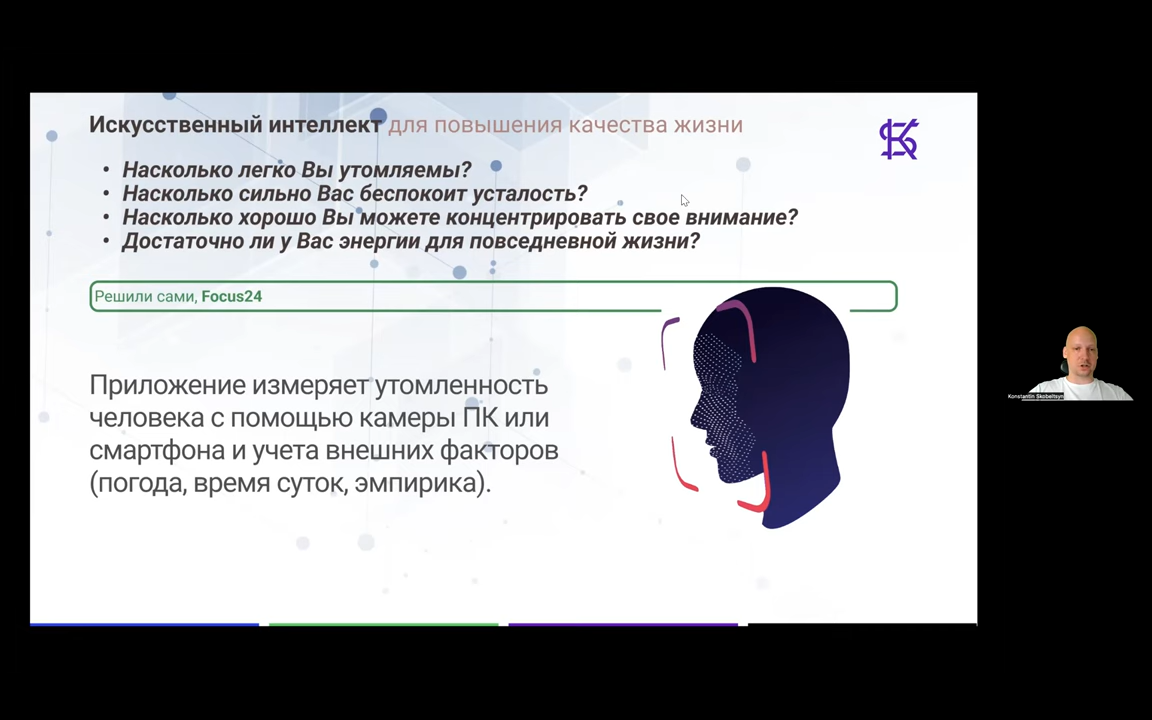 Искусственный интеллект для повышения качества жизни
• Насколько легко Вы утомляемы?
• Насколько сильно Вас беспокоит усталость?
• Насколько хорошо Вы можете концентрировать свое внимание?
• Достаточно ли у Вас энергии для повседневной жизни?
Решили сами, Focus24
Приложение измеряет утомленность
человека с помощью камеры ПК или
смартфона и учета внешних факторов
(погода, время суток, эмпирика).
Konstantin Skobeltsyn